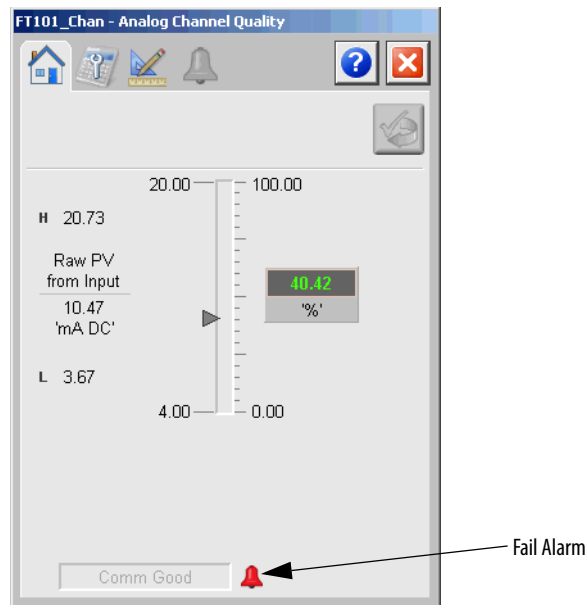 FT101_Chan - Analog Channel Quality
?
20.00
100.00
H 20.73
Raw PV
from Input
10.47
'mA DC'
40.42
'%'
L 3.67
4.00
0.00
Comm Good
Fail Alarm